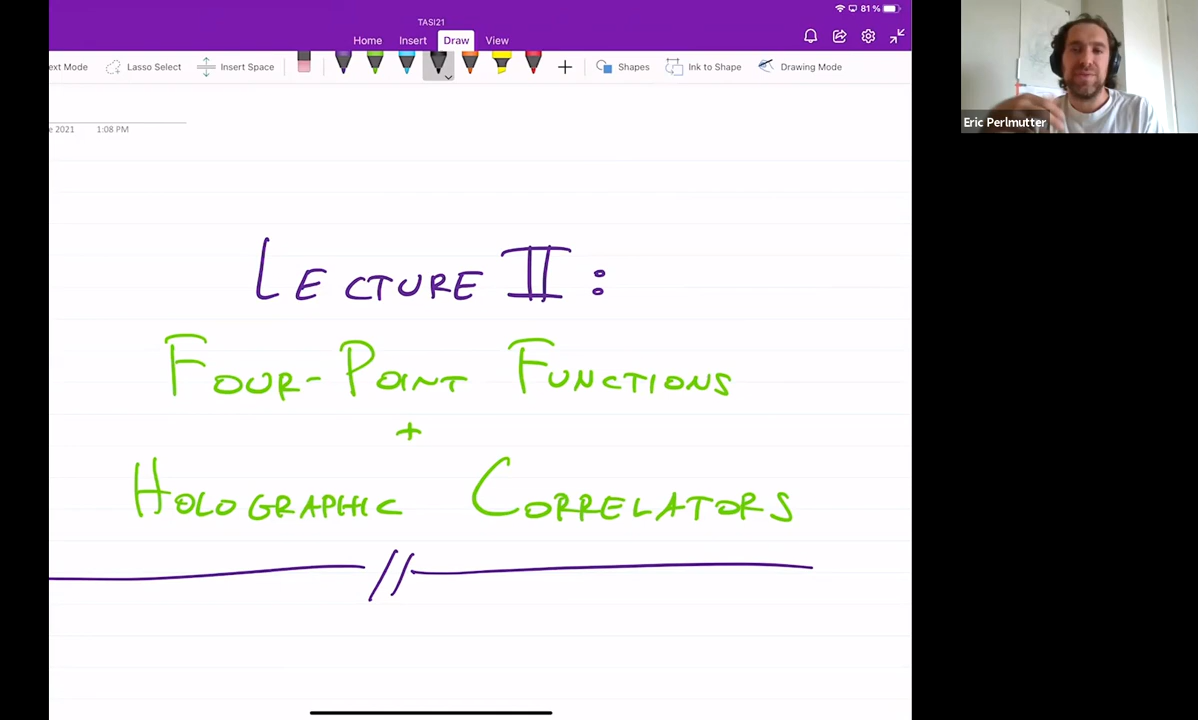 81 %
TASI21
Home Insert Draw View
ext Mode Lasso Select Insert Space Shapes Ink to Shape Drawing Mode
e 2021 1:08 PM
Eric Perlmutter
LECTURE II:
FOUR-POINT FUNCTIONS
+
HOLOGRAPHIC CORRELATORS